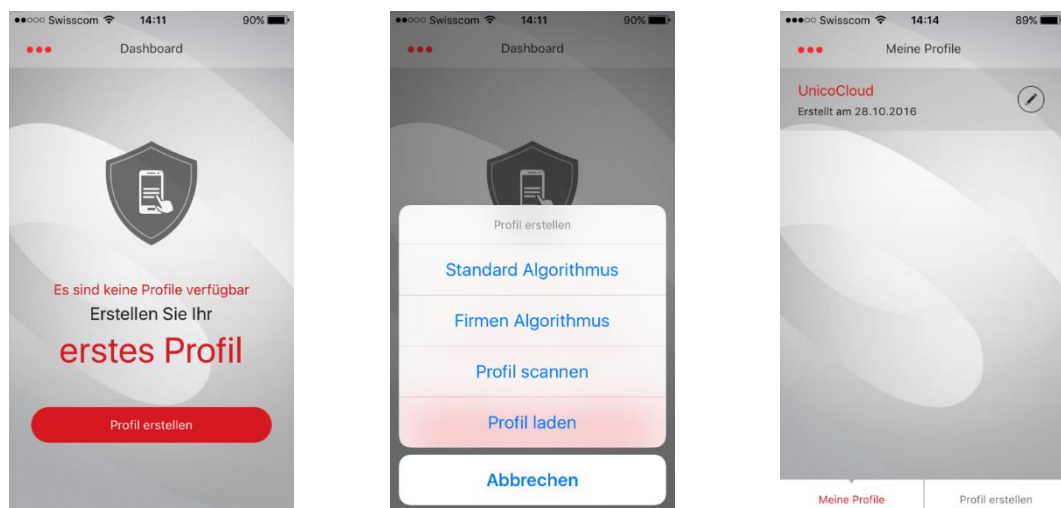 Swisscom 14:11 90%
Dashboard
Es sind keine Profile verfügbar
Erstellen Sie Ihr
erstes Profil
Profil erstellen
Swisscom 14:11 90%
Dashboard
Profil erstellen
Standard Algorithmus
Firmen Algorithmus
Profil scannen
Profil laden
Abbrechen
Swisscom 14:14 89%
Meine Profile
UnicoCloud
Erstellt am 28.10.2016
Meine Profile Profil erstellen